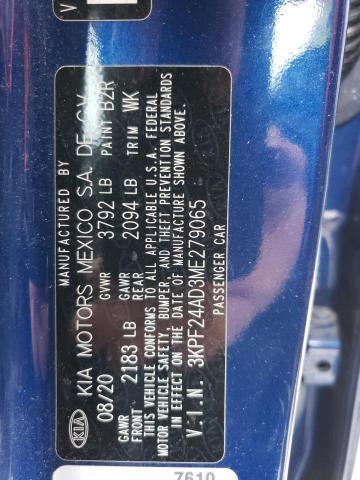 MANUFACTURED BY
KIA KIA MOTORS MEXICO S.A. DE C.V.
08/20 GVWR 3792 LB PAINT B2R
GAWR FRONT 2183 LB GAWR REAR 2094 LB TRIM WK
THIS VEHICLE CONFORMS TO ALL APPLICABLE U.S.A. FEDERAL
MOTOR VEHICLE SAFETY, BUMPER, AND THEFT PREVENTION STANDARDS
IN EFFECT ON THE DATE OF MANUFACTURE SHOWN ABOVE.
V.I.N. 3KPF24AD3ME279065
PASSENGER CAR
7610
V